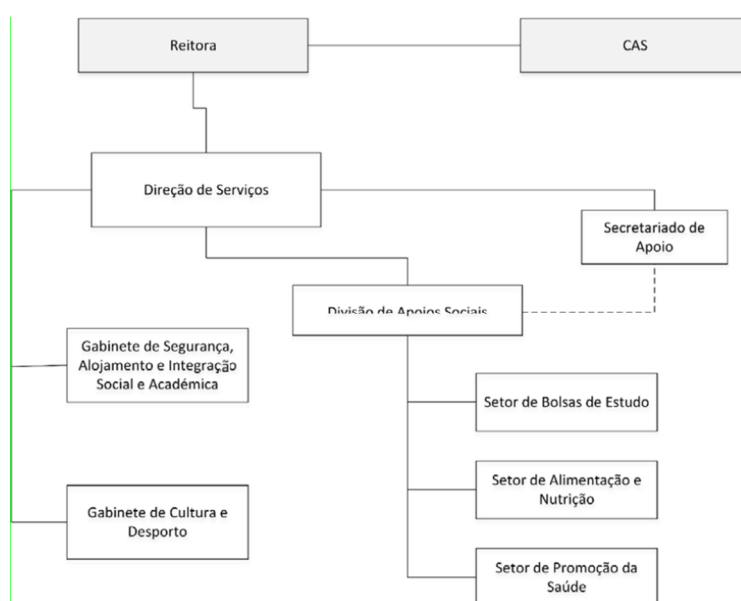 Reitora
CAS
Direção de Serviços
Secretariado de
Apoio
Divisão de Apoios Sociais
Gabinete de Segurança,
Alojamento e Integração
Social e Académica
Setor de Bolsas de Estudo
Setor de Alimentação e
Nutrição
Gabinete de Cultura e
Desporto
Setor de Promoção da
Saúde